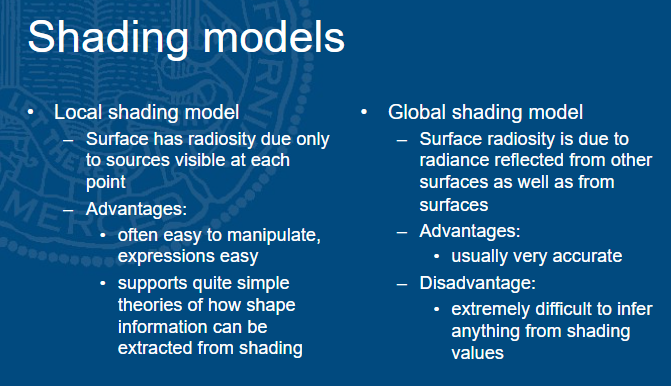 Shading models
• Local shading model
– Surface has radiosity due only
to sources visible at each
point
– Advantages:
• often easy to manipulate,
expressions easy
• supports quite simple
theories of how shape
information can be
extracted from shading
• Global shading model
– Surface radiosity is due to
radiance reflected from other
surfaces as well as from
surfaces
– Advantages:
• usually very accurate
– Disadvantage:
• extremely difficult to infer
anything from shading
values